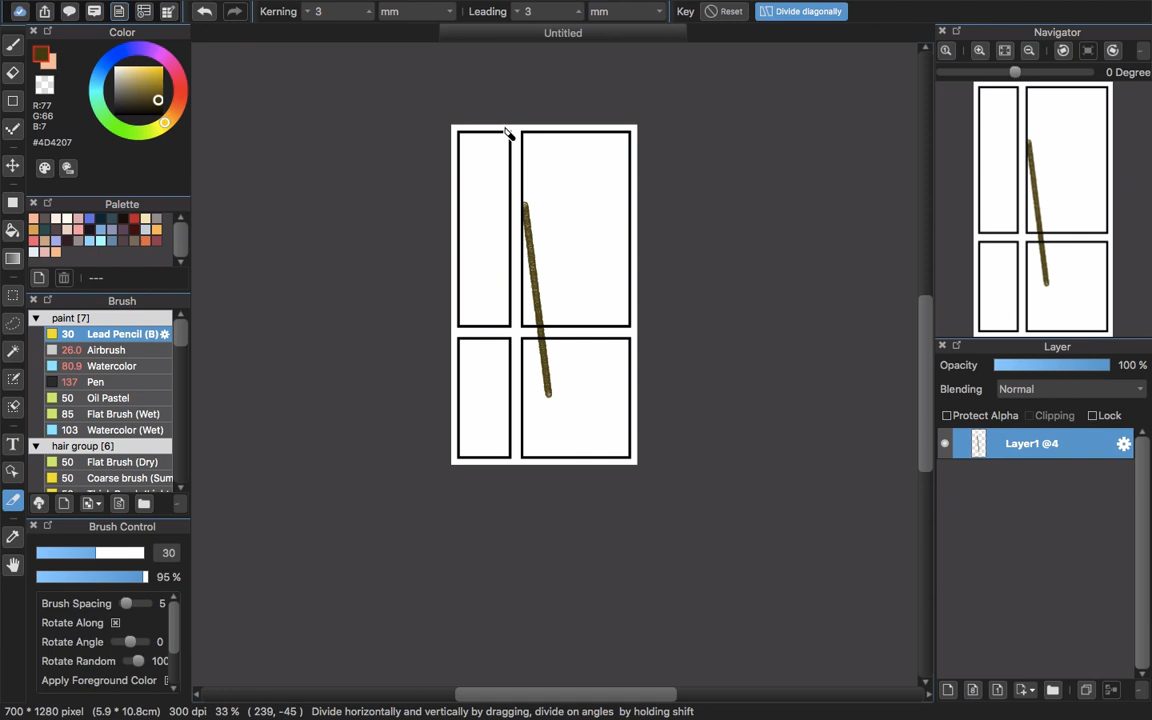 Kerning 3 mm Leading 3 mm Key Reset Divide diagonally
Untitled
Color
R:77
G:66
B:7
#4D4207
Palette
---
Brush
paint [7]
30 Lead Pencil (B)
26.0 Airbrush
80.9 Watercolor
137 Pen
50 Oil Pastel
85 Flat Brush (Wet)
103 Watercolor (Wet)
hair group [6]
50 Flat Brush (Dry)
50 Coarse brush (Sum
Brush Control
30
95 %
Brush Spacing 5
Rotate Along
Rotate Angle 0
Rotate Random 100
Apply Foreground Color
Navigator
0 Degree
Layer
Opacity 100 %
Blending Normal
Protect Alpha Clipping Lock
Layer1 @4
700 * 1280 pixel (5.9 * 10.8cm) 300 dpi 33 % ( 239, -45 ) Divide horizontally and vertically by dragging, divide on angles by holding shift